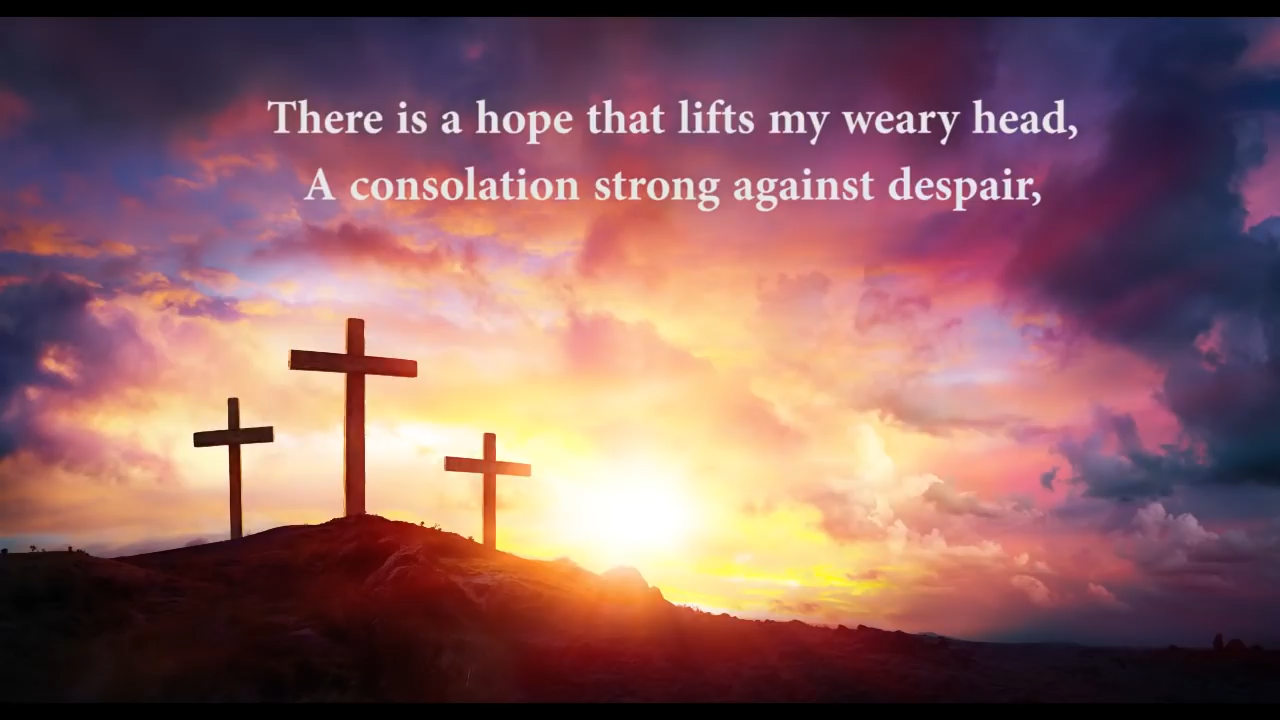 There is a hope that lifts my weary head,
A consolation strong against despair,